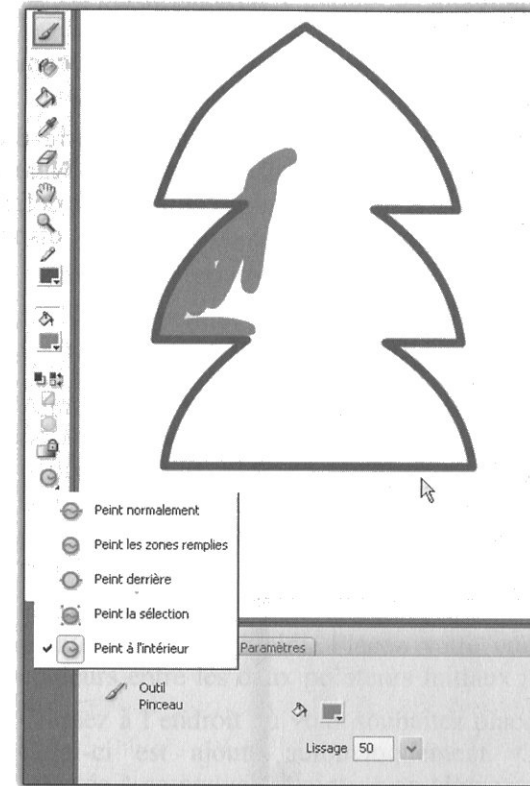 Peint normalement
Peint les zones remplies
Peint derrière
Peint la sélection
Peint à l'intérieur
Paramètres
Outil
Pinceau
Lissage 50